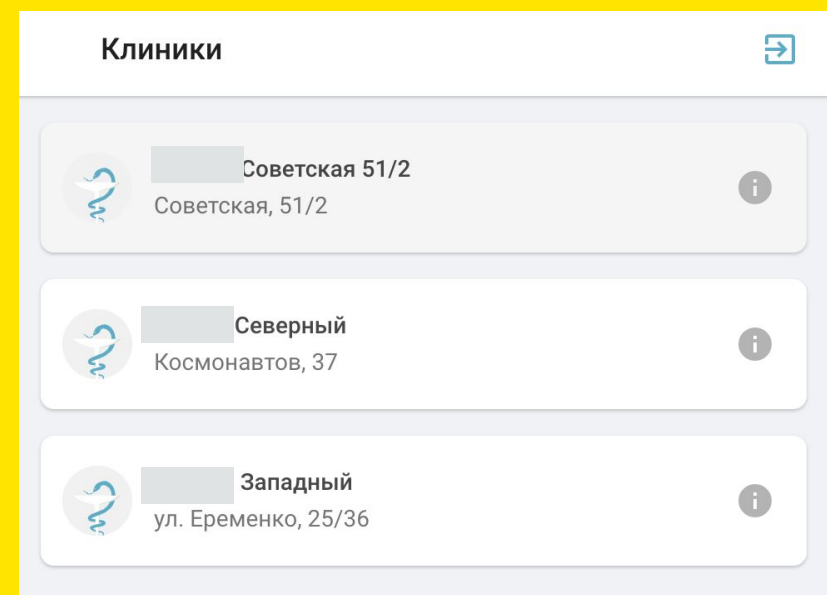 Клиники
Советская 51/2
Советская, 51/2
Северный
Космонавтов, 37
Западный
ул. Еременко, 25/36